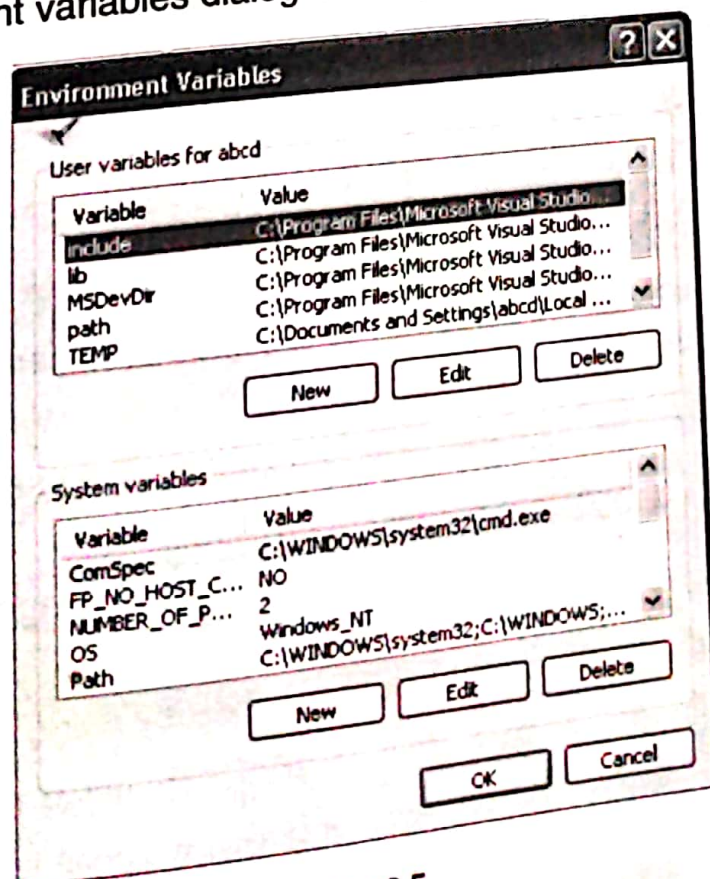 nt variables dialog
Environment Variables
User variables for abcd
Variable Value
include C:\Program Files\Microsoft Visual Studio...
lib C:\Program Files\Microsoft Visual Studio...
MSDevDir C:\Program Files\Microsoft Visual Studio...
path C:\Program Files\Microsoft Visual Studio...
TEMP C:\Documents and Settings\abcd\Local ...
New Edit Delete
System variables
Variable Value
ComSpec C:\WINDOWS\system32\cmd.exe
FP_NO_HOST_C... NO
NUMBER_OF_P... 2
OS Windows_NT
Path C:\WINDOWS\system32;C:\WINDOWS;...
New Edit Delete
OK Cancel